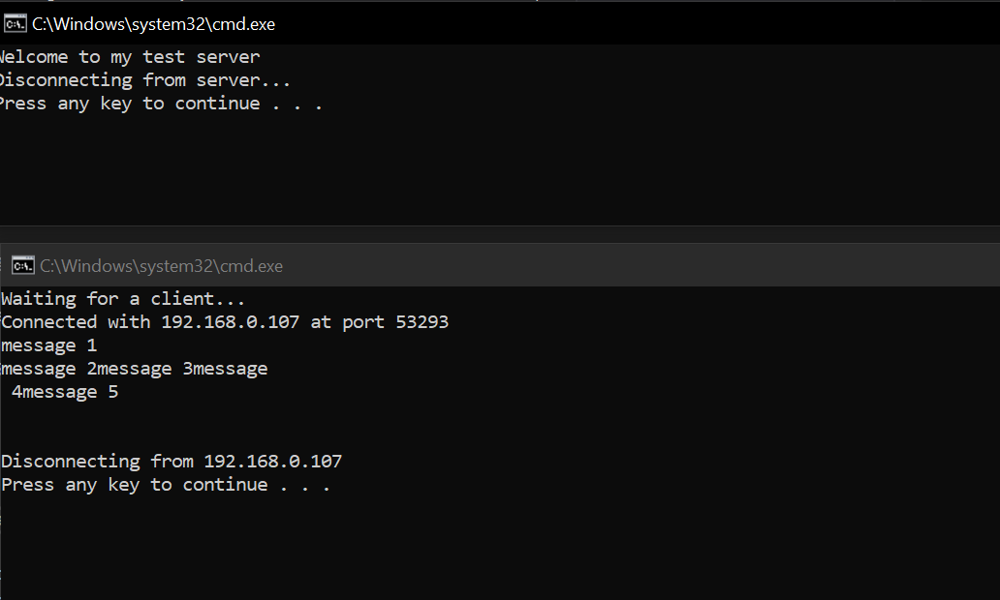 C:\Windows\system32\cmd.exe
Welcome to my test server
Disconnecting from server...
Press any key to continue . . .
C:\Windows\system32\cmd.exe
Waiting for a client...
Connected with 192.168.0.107 at port 53293
message 1
message 2message 3message
 4message 5
Disconnecting from 192.168.0.107
Press any key to continue . . .